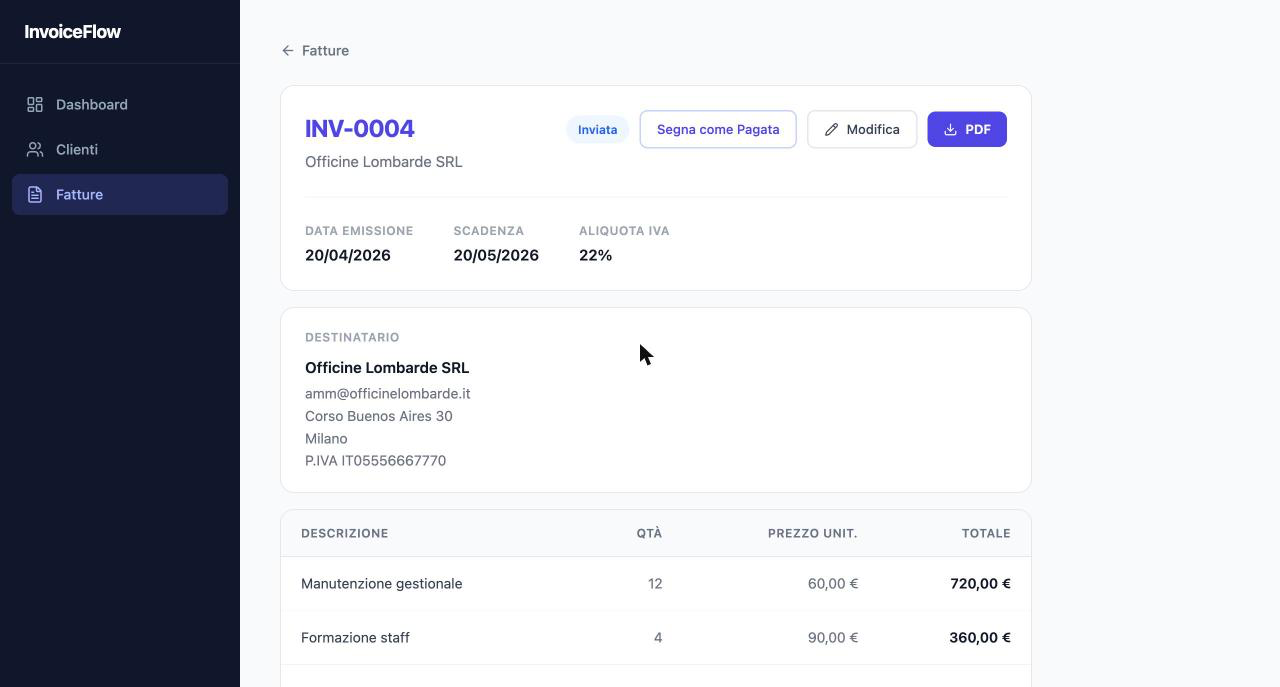 InvoiceFlow
Dashboard
Clienti
Fatture
Fatture
INV-0004
Inviata
Segna come Pagata
Modifica
PDF
Officine Lombarde SRL
DATA EMISSIONE SCADENZA ALIQUOTA IVA
20/04/2026 20/05/2026 22%
DESTINATARIO
Officine Lombarde SRL
amm@officinelombarde.it
Corso Buenos Aires 30
Milano
P.IVA IT05556667770
DESCRIZIONE QTÀ PREZZO UNIT. TOTALE
Manutenzione gestionale 12 60,00 € 720,00 €
Formazione staff 4 90,00 € 360,00 €